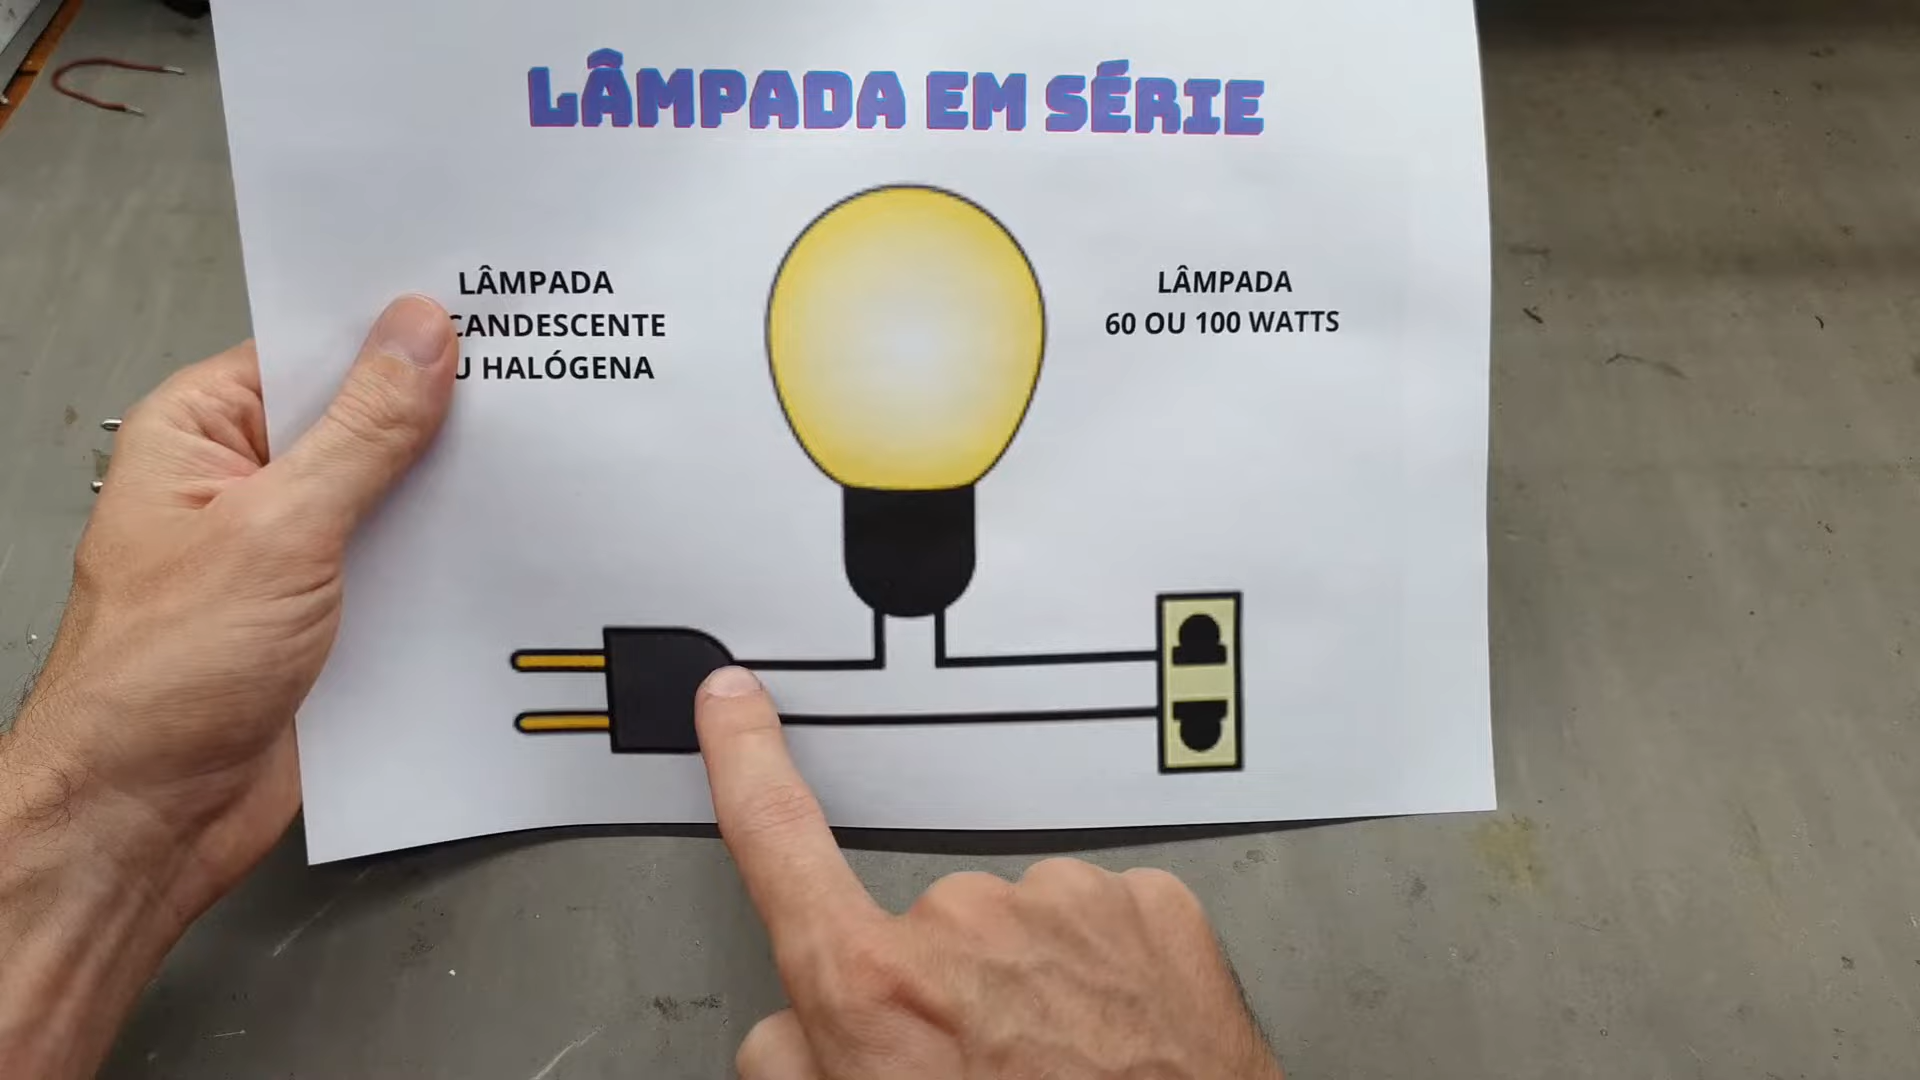 LÂMPADA EM SÉRIE
LÂMPADA
CANDESCENTE
U HALÓGENA
LÂMPADA
60 OU 100 WATTS